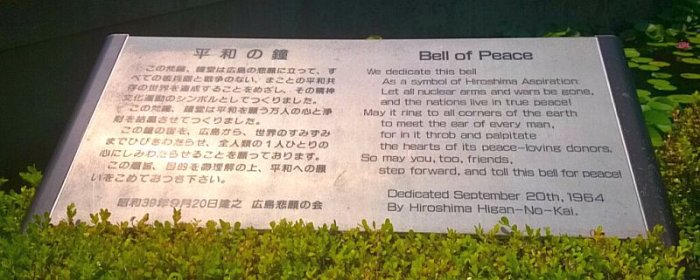 平和の鐘
この梵鐘、鐘堂は広島の悲願に立って、す
べての核兵器と戦争のない、まことの平和共
存の世界を達成することをめざし、その精神
文化運動のシンボルとしてつくりました。
この梵鐘、鐘堂は平和を願う万人の心と浄
財を結集させてつくりました。
この鐘の音を、広島から、世界のすみずみ
までひびきわたらせ、全人類の1人ひとりの
心にしみわたらせることを願っております。
この趣旨、目的を御理解の上、平和への願
いをこめておつき下さい。
昭和39年9月20日建之 広島悲願の会
Bell of Peace
We dedicate this bell
As a symbol of Hiroshima Aspiration:
Let all nuclear arms and wars be gone,
and the nations live in true peace!
May it ring to all corners of the earth
to meet the ear of every man,
for in it throb and palpitate
the hearts of its peace-loving donors,
So may you, too, friends,
step forward, and toll this bell for peace!
Dedicated September 20th, 1964
By Hiroshima Higan-No-Kai.